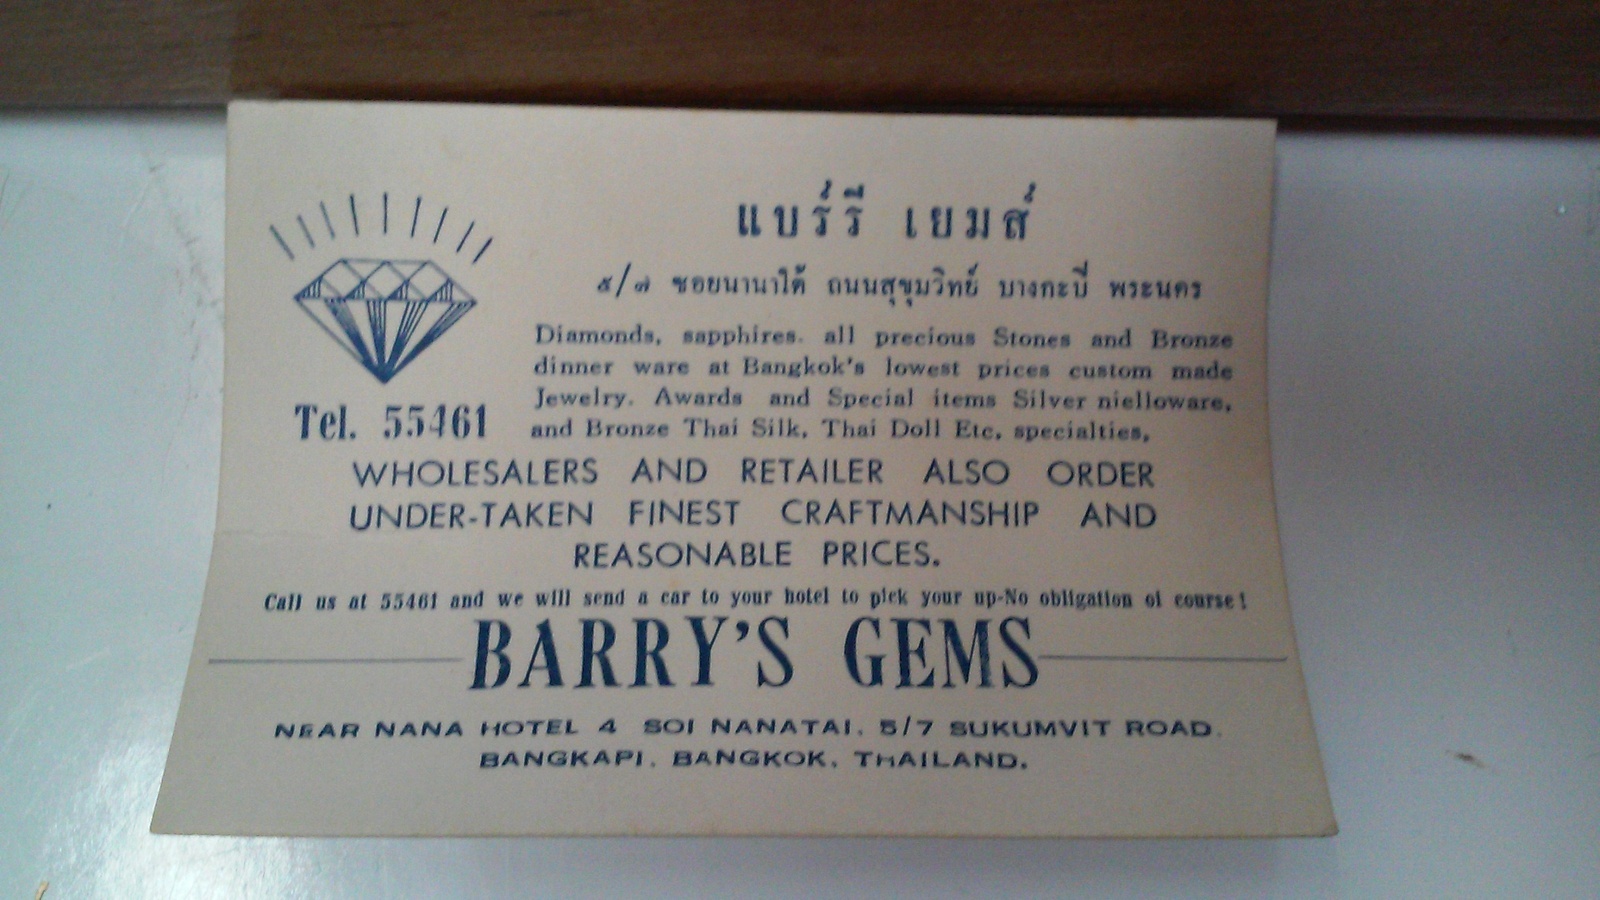 แบร์รี เยมส์
๕/๗ ซอยนานาใต้ ถนนสุขุมวิทย์ บางกะปี่ พระนคร
Diamonds, sapphires. all precious Stones and Bronze
dinner ware at Bangkok's lowest prices custom made
Jewelry. Awards and Special items Silver nielloware,
and Bronze Thai Silk, Thai Doll Etc. specialties,
Tel. 55461
WHOLESALERS AND RETAILER ALSO ORDER
UNDER-TAKEN FINEST CRAFTMANSHIP AND
REASONABLE PRICES.
Call us at 55461 and we will send a car to your hotel to pick your up-No obligation of course!
BARRY'S GEMS
NEAR NANA HOTEL 4 SOI NANATAI. 5/7 SUKUMVIT ROAD.
BANGKAPI. BANGKOK. THAILAND.